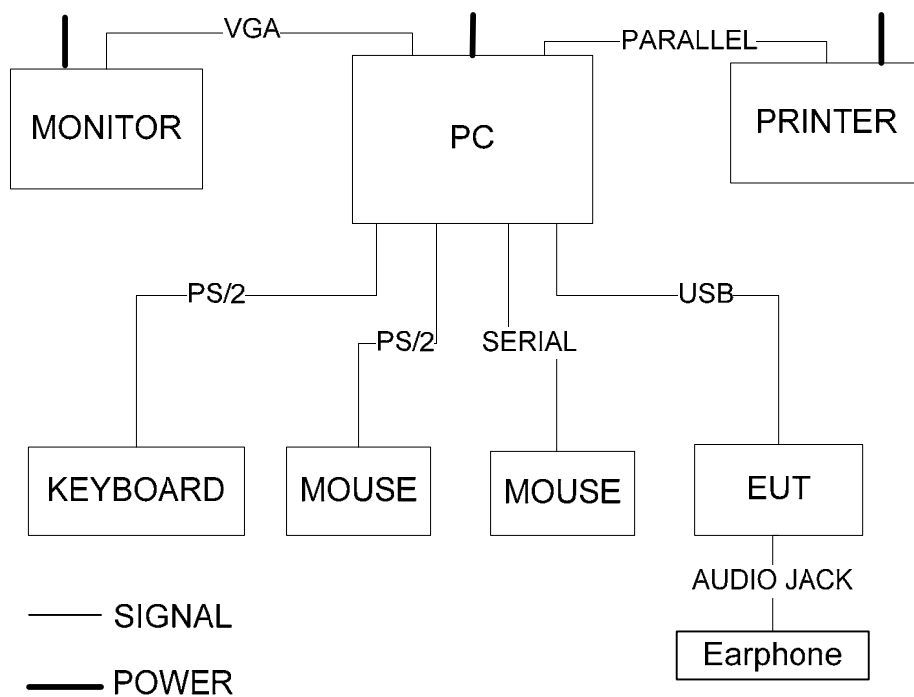 VGA
PARALLEL
MONITOR
PC
PRINTER
PS/2
USB
PS/2
SERIAL
KEYBOARD
MOUSE
MOUSE
EUT
AUDIO JACK
SIGNAL
Earphone
POWER